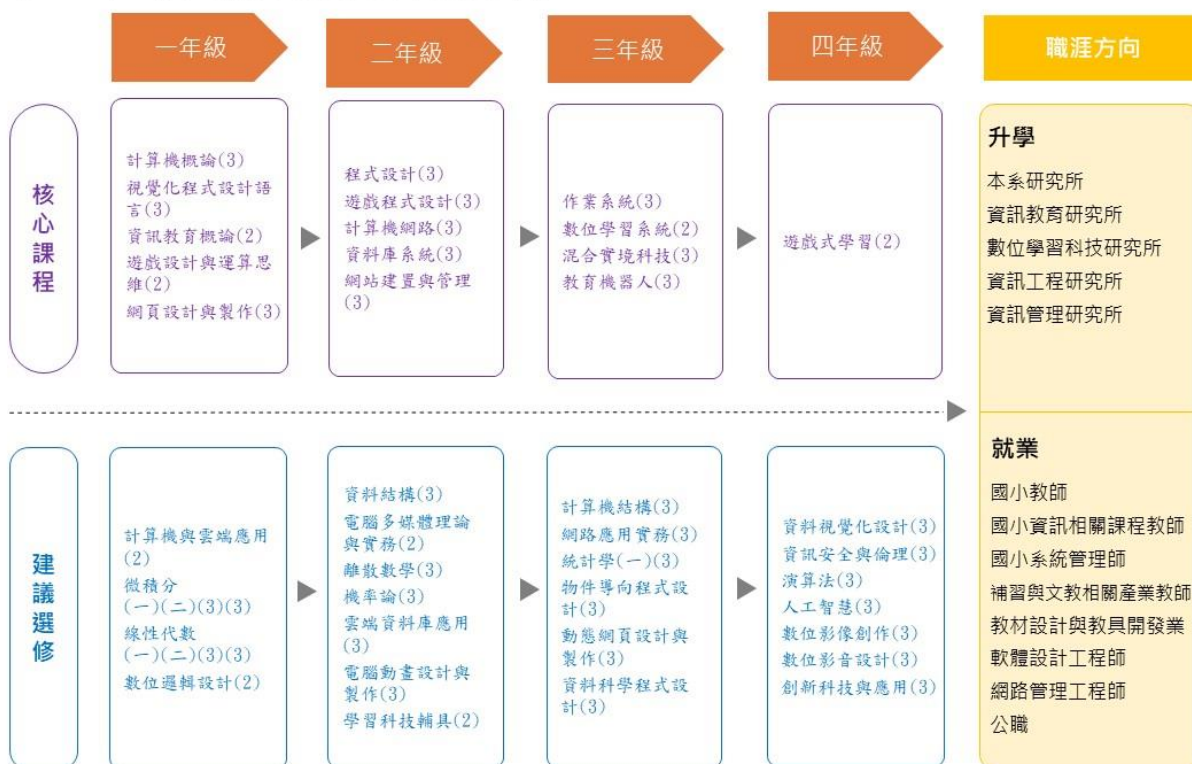 一年級
二年級
三年級
四年級
職涯方向
核心課程
計算機概論(3)
視覺化程式設計語
言(3)
資訊教育概論(2)
遊戲設計與運算思
維(2)
網頁設計與製作(3)
程式設計(3)
遊戲程式設計(3)
計算機網路(3)
資料庫系統(3)
網站建置與管理
(3)
作業系統(3)
數位學習系統(2)
混合實境科技(3)
教育機器人(3)
遊戲式學習(2)
升學
本系研究所
資訊教育研究所
數位學習科技研究所
資訊工程研究所
資訊管理研究所
建議選修
計算機與雲端應用
(2)
微積分
(一)(二)(3)(3)
線性代數
(一)(二)(3)(3)
數位邏輯設計(2)
資料結構(3)
電腦多媒體理論
與實務(2)
離散數學(3)
機率論(3)
雲端資料庫應用
(3)
電腦動畫設計與
製作(3)
學習科技輔具(2)
計算機結構(3)
網路應用實務(3)
統計學(一)(3)
物件導向程式設
計(3)
動態網頁設計與
製作(3)
資料科學程式設
計(3)
資料視覺化設計(3)
資訊安全與倫理(3)
演算法(3)
人工智慧(3)
數位影像創作(3)
數位影音設計(3)
創新科技與應用(3)
就業
國小教師
國小資訊相關課程教師
國小系統管理師
補習與文教相關產業教師
教材設計與教具開發業
軟體設計工程師
網路管理工程師
公職